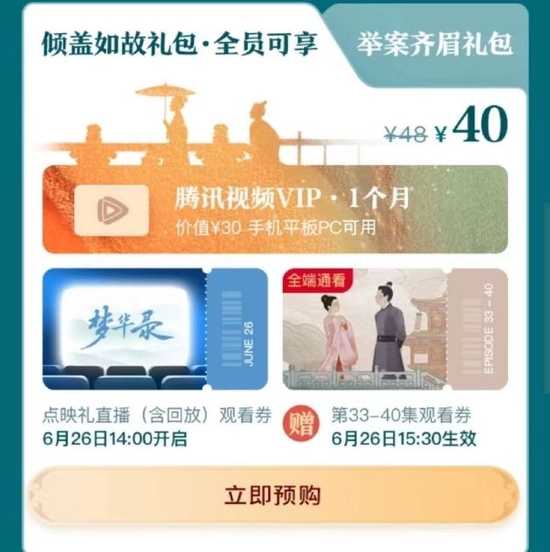 倾盖如故礼包·全员可享
举案齐眉礼包
¥48 ¥40
腾讯视频VIP·1个月
价值¥30 手机平板PC可用
梦华录
JUNE 26
全端通看
EPISODE 33-40
点映礼直播（含回放）观看券
6月26日14:00开启
赠
第33-40集观看券
6月26日15:30生效
立即预购